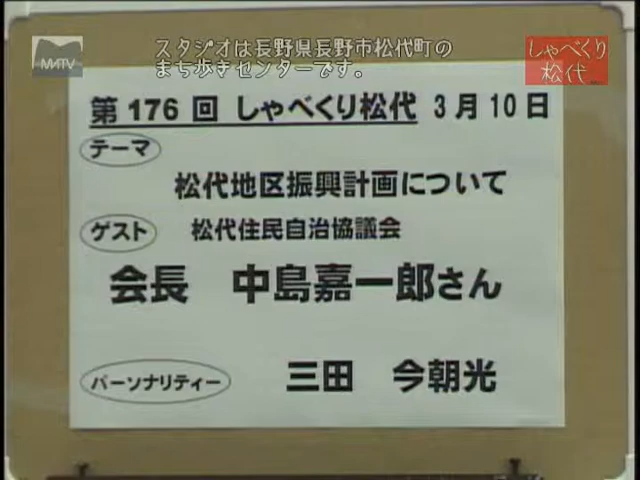 MATV
スタジオは長野県長野市松代町の
まち歩きセンターです。
しゃべくり
松代
第176回 しゃべくり松代 3月10日
テーマ
松代地区振興計画について
ゲスト 松代住民自治協議会
会長 中島嘉一郎さん
パーソナリティー 三田 今朝光